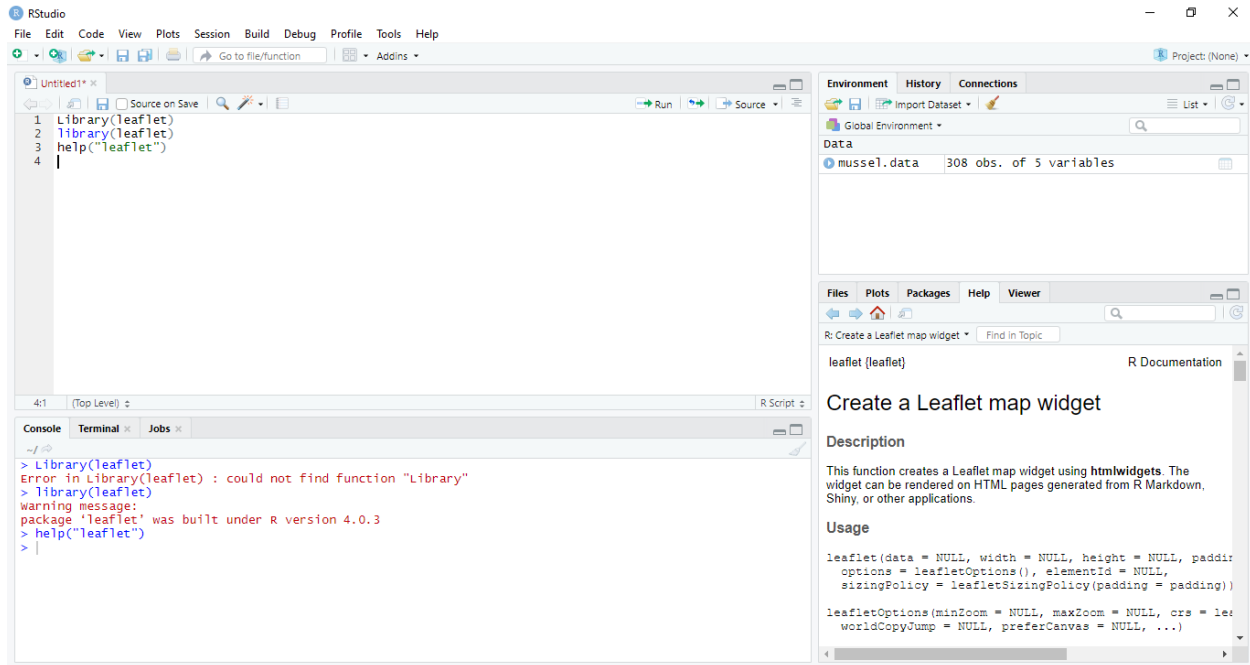 RStudio
File Edit Code View Plots Session Build Debug Profile Tools Help
Go to file/function Addins Project: (None)
Untitled1*
Source on Save Run Source
1 Library(leaflet)
2 library(leaflet)
3 help("leaflet")
4
4:1 (Top Level) R Script
Console Terminal Jobs
~/
> Library(leaflet)
Error in Library(leaflet) : could not find function "Library"
> library(leaflet)
Warning message:
package ‘leaflet’ was built under R version 4.0.3
> help("leaflet")
>
Environment History Connections
Import Dataset List
Global Environment
Data
mussel.data 308 obs. of 5 variables
Files Plots Packages Help Viewer
R: Create a Leaflet map widget Find in Topic
leaflet {leaflet} R Documentation
Create a Leaflet map widget
Description
This function creates a Leaflet map widget using htmlwidgets. The
widget can be rendered on HTML pages generated from R Markdown,
Shiny, or other applications.
Usage
leaflet(data = NULL, width = NULL, height = NULL, paddin
options = leafletOptions(), elementId = NULL,
sizingPolicy = leafletSizingPolicy(padding = padding))
leafletOptions(minZoom = NULL, maxZoom = NULL, crs = lea
worldCopyJump = NULL, preferCanvas = NULL, ...)